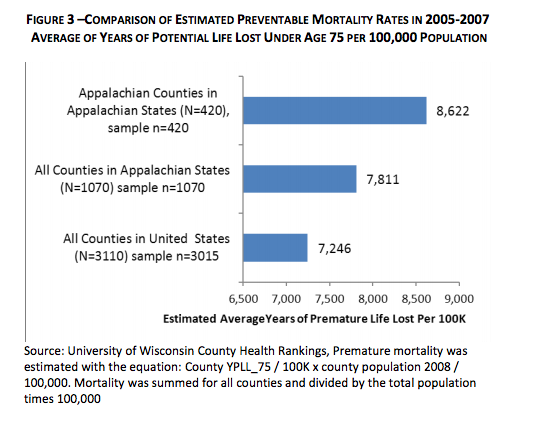 FIGURE 3 –COMPARISON OF ESTIMATED PREVENTABLE MORTALITY RATES IN 2005-2007
AVERAGE OF YEARS OF POTENTIAL LIFE LOST UNDER AGE 75 PER 100,000 POPULATION
Appalachian Counties in
Appalachian States (N=420),
sample n=420
8,622
All Counties in Appalachian States
(N=1070) sample n=1070
7,811
All Counties in United States
(N=3110) sample n=3015
7,246
6,500 7,000 7,500 8,000 8,500 9,000
Estimated AverageYears of Premature Life Lost Per 100K
Source: University of Wisconsin County Health Rankings, Premature mortality was
estimated with the equation: County YPLL_75 / 100K x county population 2008 /
100,000. Mortality was summed for all counties and divided by the total population
times 100,000